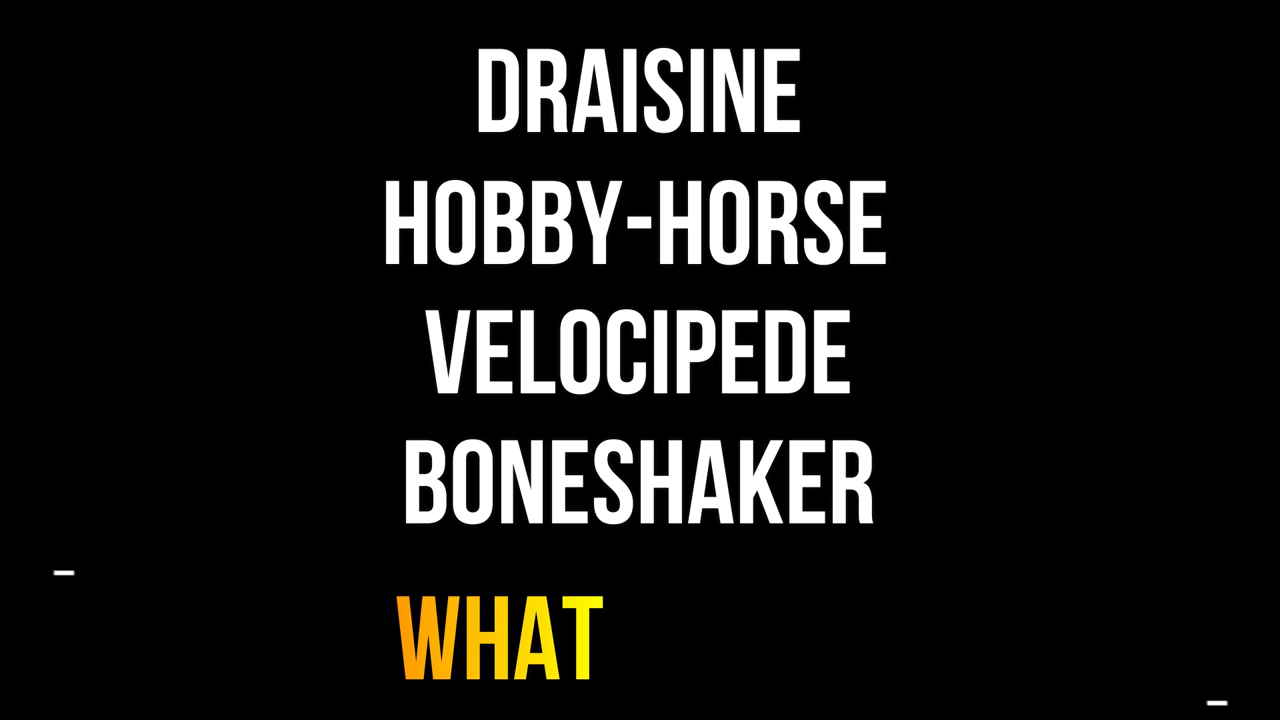 DRAISINE
HOBBY-HORSE
VELOCIPEDE
BONESHAKER
WHAT